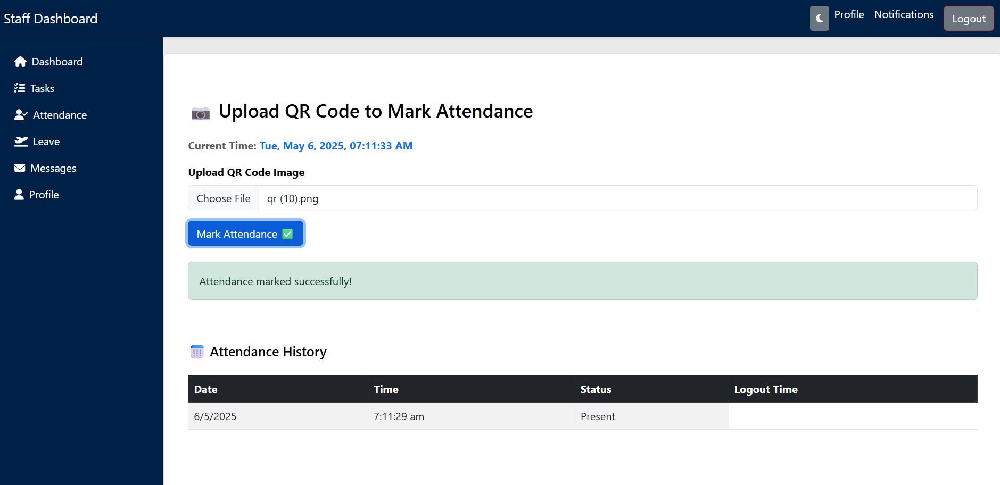 Staff Dashboard
Profile Notifications Logout
Dashboard
Tasks
Attendance
Leave
Messages
Profile
Upload QR Code to Mark Attendance
Current Time: Tue, May 6, 2025, 07:11:33 AM
Upload QR Code Image
Choose File qr (10).png
Mark Attendance ✅
Attendance marked successfully!
Attendance History
Date Time Status Logout Time
6/5/2025 7:11:29 am Present